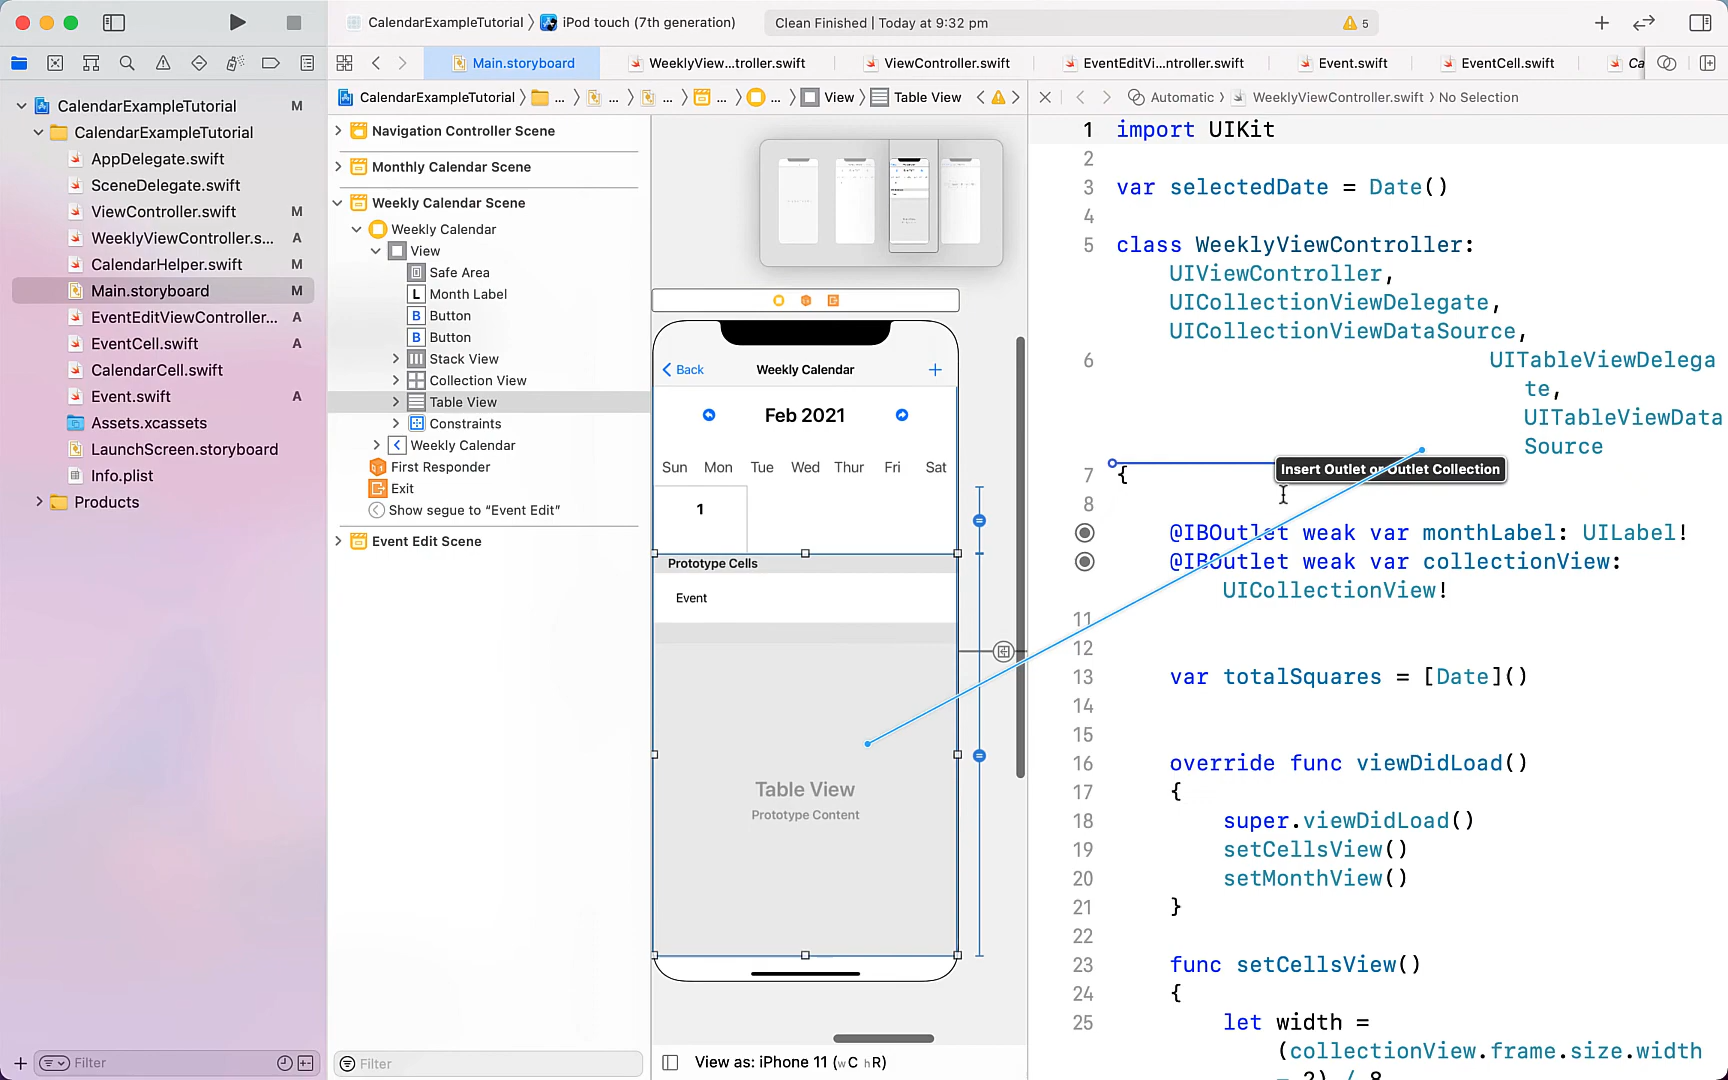 CalendarExampleTutorial
iPod touch (7th generation)
Clean Finished | Today at 9:32 pm
5
Main.storyboard
WeeklyView...troller.swift
ViewController.swift
EventEditVi...ntroller.swift
Event.swift
EventCell.swift
Ca
CalendarExampleTutorial
...
...
...
...
...
View
Table View
Automatic
WeeklyViewController.swift
No Selection
CalendarExampleTutorial M
CalendarExampleTutorial
AppDelegate.swift
SceneDelegate.swift
ViewController.swift M
WeeklyViewController.s... A
CalendarHelper.swift M
Main.storyboard M
EventEditViewController... A
EventCell.swift A
CalendarCell.swift
Event.swift A
Assets.xcassets
LaunchScreen.storyboard
Info.plist
Products
Filter
Navigation Controller Scene
Monthly Calendar Scene
Weekly Calendar Scene
Weekly Calendar
View
Safe Area
L Month Label
B Button
B Button
Stack View
Collection View
Table View
Constraints
Weekly Calendar
First Responder
Exit
Show segue to “Event Edit”
Event Edit Scene
Filter
Back
Weekly Calendar
+
Feb 2021
Sun Mon Tue Wed Thur Fri Sat
1
Prototype Cells
Event
Table View
Prototype Content
View as: iPhone 11 (wC hR)
1 import UIKit
2
3 var selectedDate = Date()
4
5 class WeeklyViewController:
UIViewController,
UICollectionViewDelegate,
UICollectionViewDataSource,
6 UITableViewDelega
te,
UITableViewData
Source
Insert Outlet or Outlet Collection
7 {
8
@IBOutlet weak var monthLabel: UILabel!
@IBOutlet weak var collectionView:
UICollectionView!
11
12
13 var totalSquares = [Date]()
14
15
16 override func viewDidLoad()
17 {
18 super.viewDidLoad()
19 setCellsView()
20 setMonthView()
21 }
22
23 func setCellsView()
24 {
25 let width =
(collectionView.frame.size.width
- 2) / 8